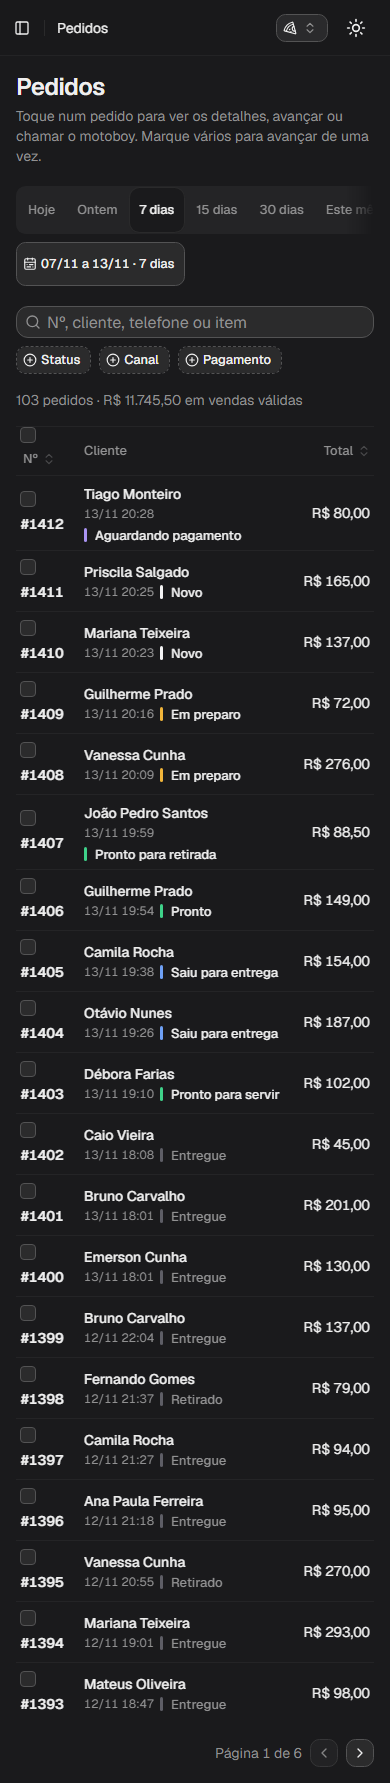 Pedidos
Pedidos
Toque num pedido para ver os detalhes, avançar ou
chamar o motoboy. Marque vários para avançar de uma
vez.
Hoje Ontem 7 dias 15 dias 30 dias Este mê
07/11 a 13/11 · 7 dias
Nº, cliente, telefone ou item
Status Canal Pagamento
103 pedidos · R$ 11.745,50 em vendas válidas
Nº Cliente Total
Tiago Monteiro
#1412 13/11 20:28 R$ 80,00
Aguardando pagamento
Priscila Salgado
#1411 13/11 20:25 Novo R$ 165,00
Mariana Teixeira
#1410 13/11 20:23 Novo R$ 137,00
Guilherme Prado
#1409 13/11 20:16 Em preparo R$ 72,00
Vanessa Cunha
#1408 13/11 20:09 Em preparo R$ 276,00
João Pedro Santos
#1407 13/11 19:59 R$ 88,50
Pronto para retirada
Guilherme Prado
#1406 13/11 19:54 Pronto R$ 149,00
Camila Rocha
#1405 13/11 19:38 Saiu para entrega R$ 154,00
Otávio Nunes
#1404 13/11 19:26 Saiu para entrega R$ 187,00
Débora Farias
#1403 13/11 19:10 Pronto para servir R$ 102,00
Caio Vieira
#1402 13/11 18:08 Entregue R$ 45,00
Bruno Carvalho
#1401 13/11 18:01 Entregue R$ 201,00
Emerson Cunha
#1400 13/11 18:01 Entregue R$ 130,00
Bruno Carvalho
#1399 12/11 22:04 Entregue R$ 137,00
Fernando Gomes
#1398 12/11 21:37 Retirado R$ 79,00
Camila Rocha
#1397 12/11 21:27 Entregue R$ 94,00
Ana Paula Ferreira
#1396 12/11 21:18 Entregue R$ 95,00
Vanessa Cunha
#1395 12/11 20:55 Retirado R$ 270,00
Mariana Teixeira
#1394 12/11 19:01 Entregue R$ 293,00
Mateus Oliveira
#1393 12/11 18:47 Entregue R$ 98,00
Página 1 de 6